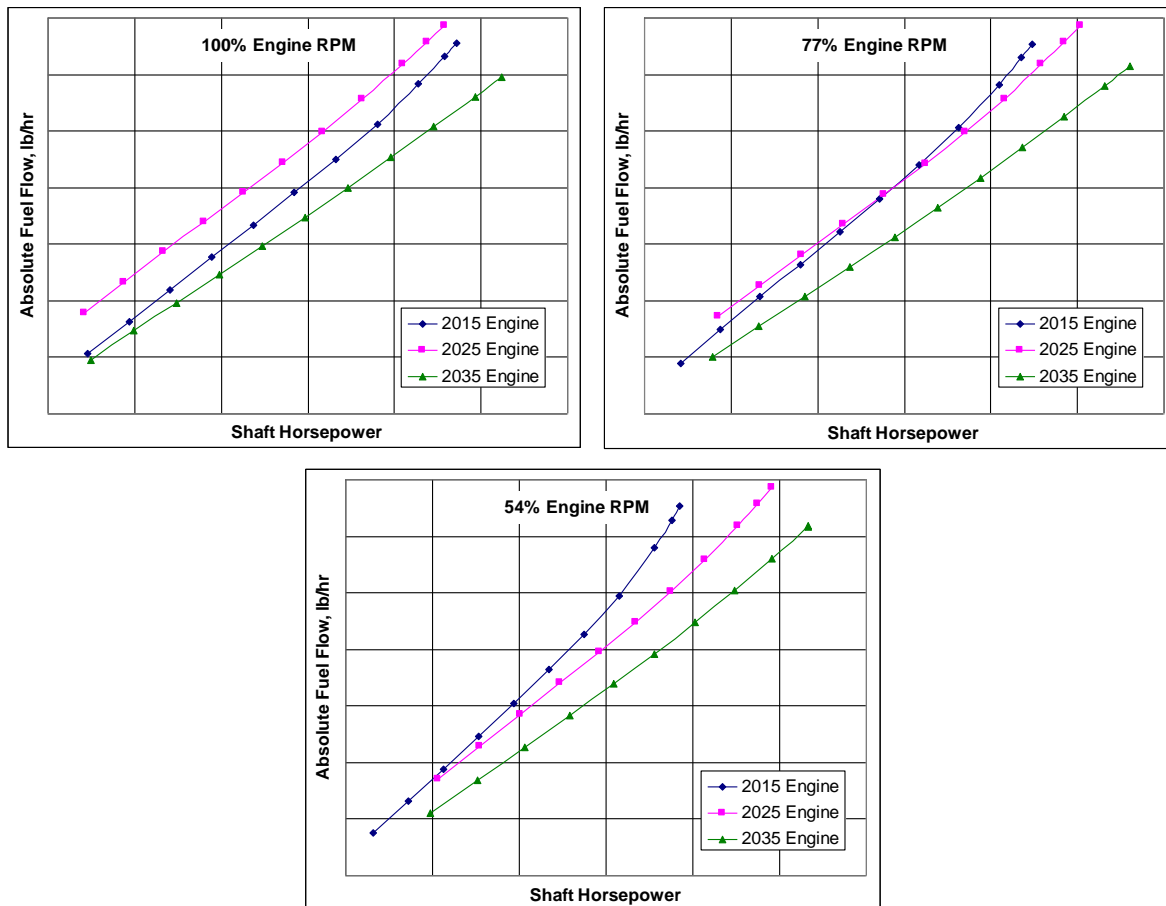 100% Engine RPM
Absolute Fuel Flow, lb/hr
2015 Engine
2025 Engine
2035 Engine
Shaft Horsepower
77% Engine RPM
Absolute Fuel Flow, lb/hr
2015 Engine
2025 Engine
2035 Engine
Shaft Horsepower
54% Engine RPM
Absolute Fuel Flow, lb/hr
2015 Engine
2025 Engine
2035 Engine
Shaft Horsepower